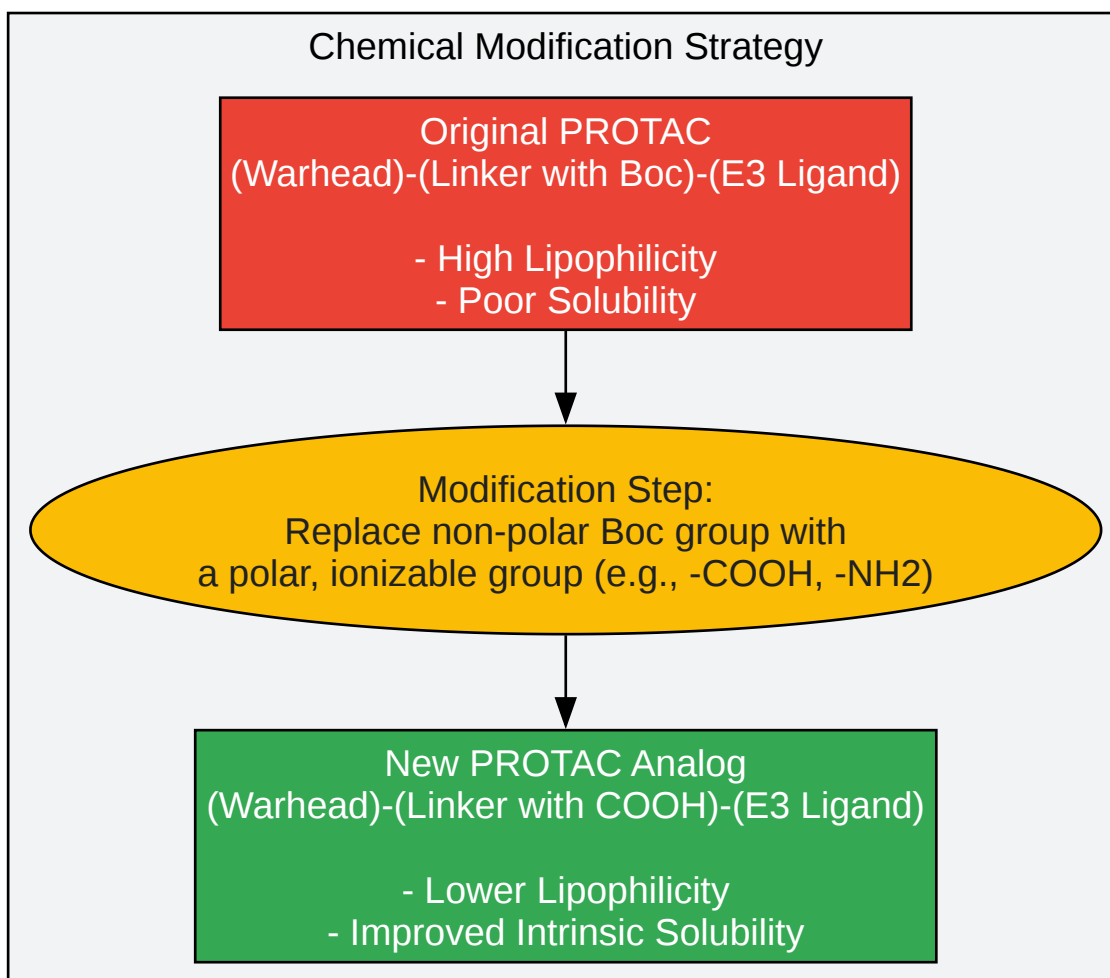 Chemical Modification Strategy
Original PROTAC
(Warhead)-(Linker with Boc)-(E3 Ligand)
- High Lipophilicity
- Poor Solubility
Modification Step:
Replace non-polar Boc group with
a polar, ionizable group (e.g., -COOH, -NH2)
New PROTAC Analog
(Warhead)-(Linker with COOH)-(E3 Ligand)
- Lower Lipophilicity
- Improved Intrinsic Solubility